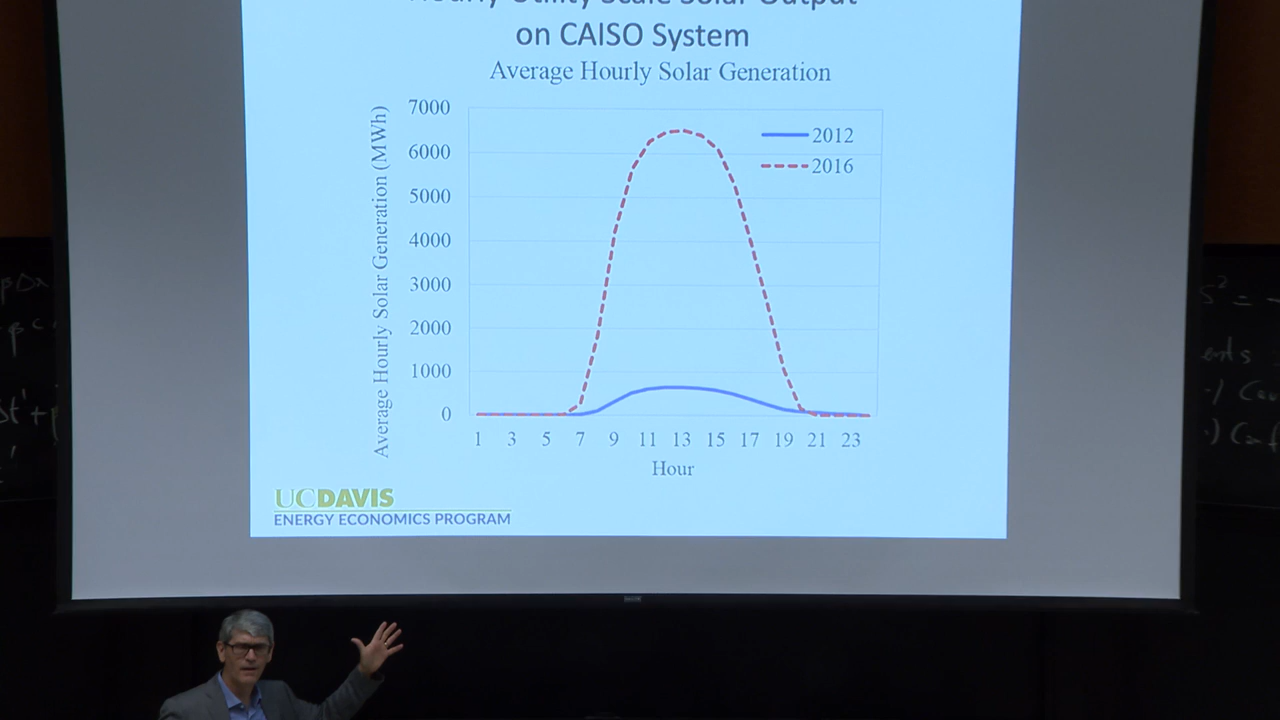 Hourly Utility Scale Solar Output
on CAISO System
Average Hourly Solar Generation
Average Hourly Solar Generation (MWh)
7000
6000
5000
4000
3000
2000
1000
0
2012
2016
1 3 5 7 9 11 13 15 17 19 21 23
Hour
UCDAVIS
ENERGY ECONOMICS PROGRAM